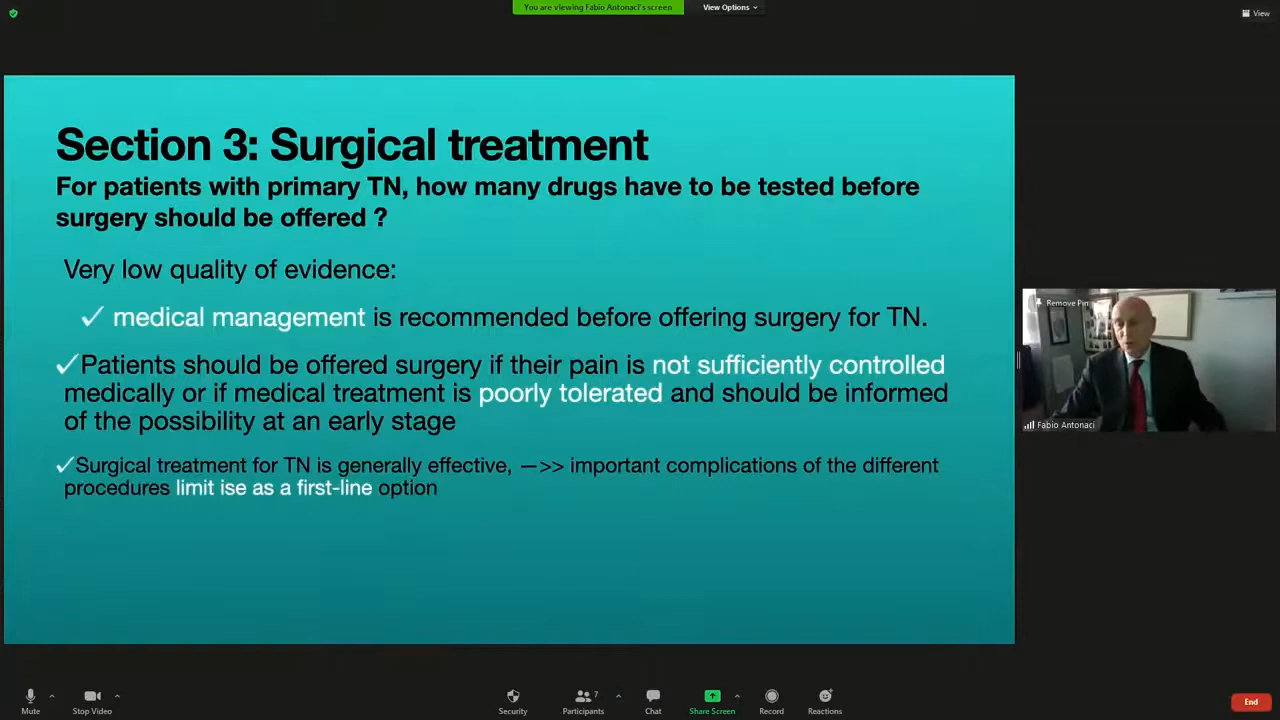 You are viewing Fabio Antonaci's screen
View Options
View
Section 3: Surgical treatment
For patients with primary TN, how many drugs have to be tested before
surgery should be offered ?
Very low quality of evidence:
✓ medical management is recommended before offering surgery for TN.
✓Patients should be offered surgery if their pain is not sufficiently controlled
medically or if medical treatment is poorly tolerated and should be informed
of the possibility at an early stage
✓Surgical treatment for TN is generally effective, —>> important complications of the different
procedures limit ise as a first-line option
Remove Pin
Fabio Antonaci
Mute
Stop Video
Security
Participants
7
Chat
Share Screen
Record
Reactions
End